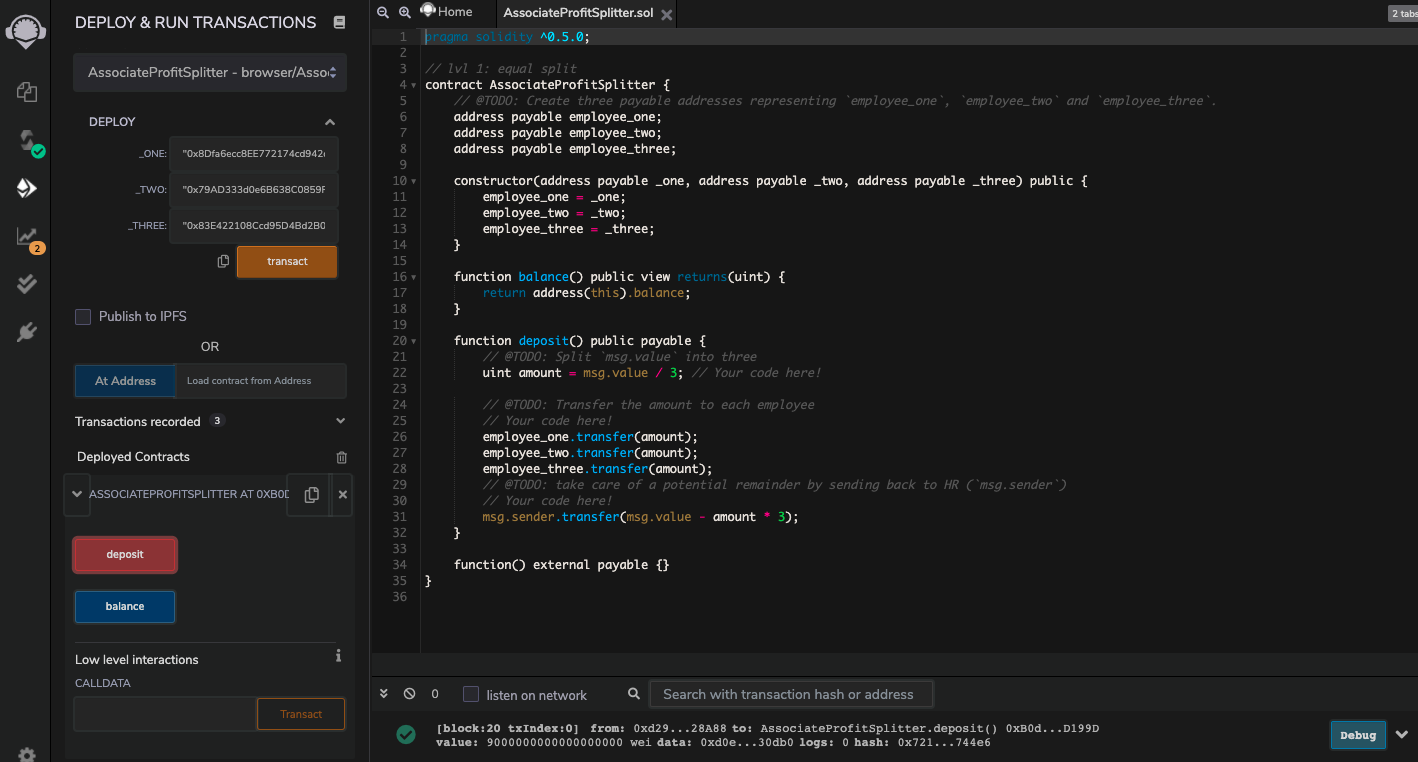 DEPLOY & RUN TRANSACTIONS
AssociateProfitSplitter - browser/Assoc
DEPLOY
_ONE: "0x8Dfa6ecc8EE772174cd942
_TWO: "0x79AD333d0e6B638C0859F
_THREE: "0x83E422108Ccd95D4Bd2B0
transact
Publish to IPFS
OR
At Address Load contract from Address
Transactions recorded 3
Deployed Contracts
ASSOCIATEPROFITSPLITTER AT 0XB0D
deposit
balance
Low level interactions
CALLDATA
Transact
2
Home AssociateProfitSplitter.sol 2 tabs
1 pragma solidity ^0.5.0;
2
3 // lvl 1: equal split
4 contract AssociateProfitSplitter {
5 // @TODO: Create three payable addresses representing `employee_one`, `employee_two` and `employee_three`.
6 address payable employee_one;
7 address payable employee_two;
8 address payable employee_three;
9
10 constructor(address payable _one, address payable _two, address payable _three) public {
11 employee_one = _one;
12 employee_two = _two;
13 employee_three = _three;
14 }
15
16 function balance() public view returns(uint) {
17 return address(this).balance;
18 }
19
20 function deposit() public payable {
21 // @TODO: Split `msg.value` into three
22 uint amount = msg.value / 3; // Your code here!
23
24 // @TODO: Transfer the amount to each employee
25 // Your code here!
26 employee_one.transfer(amount);
27 employee_two.transfer(amount);
28 employee_three.transfer(amount);
29 // @TODO: take care of a potential remainder by sending back to HR (`msg.sender`)
30 // Your code here!
31 msg.sender.transfer(msg.value - amount * 3);
32 }
33
34 function() external payable {}
35 }
36
0 listen on network Search with transaction hash or address
[block:20 txIndex:0] from: 0xd29...28A88 to: AssociateProfitSplitter.deposit() 0xB0d...D199D
value: 9000000000000000000 wei data: 0xd0e...30db0 logs: 0 hash: 0x721...744e6
Debug